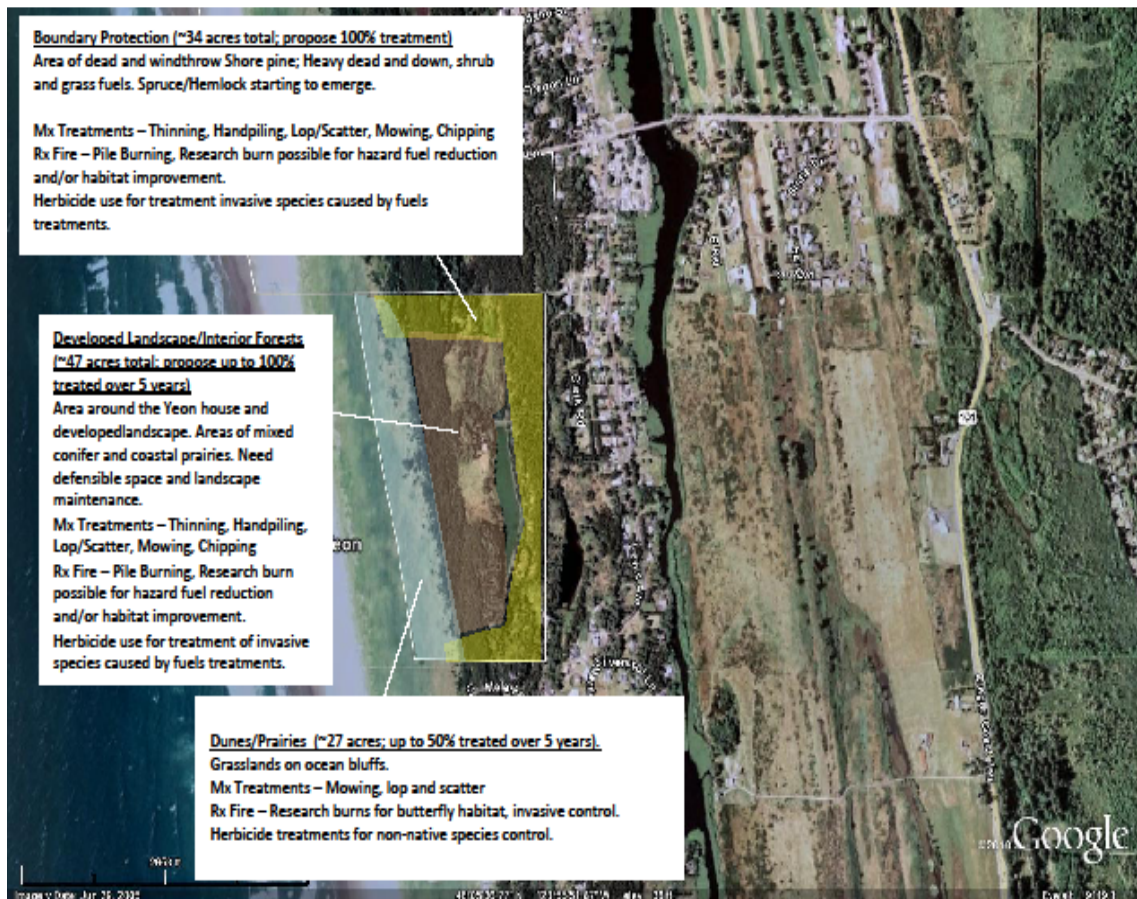 Boundary Protection (~34 acres total; propose 100% treatment)
Area of dead and windthrow Shore pine; Heavy dead and down, shrub
and grass fuels. Spruce/Hemlock starting to emerge.
Mx Treatments – Thinning, Handpiling, Lop/Scatter, Mowing, Chipping
Rx Fire – Pile Burning, Research burn possible for hazard fuel reduction
and/or habitat improvement.
Herbicide use for treatment invasive species caused by fuels
treatments.
Developed Landscape/Interior Forests
(~47 acres total; propose up to 100%
treated over 5 years)
Area around the Yeon house and
developedlandscape. Areas of mixed
conifer and coastal prairies. Need
defensible space and landscape
maintenance.
Mx Treatments – Thinning, Handpiling,
Lop/Scatter, Mowing, Chipping
Rx Fire – Pile Burning, Research burn
possible for hazard fuel reduction
and/or habitat improvement.
Herbicide use for treatment of invasive
species caused by fuels treatments.
eon
101
Dunes/Prairies (~27 acres; up to 50% treated over 5 years).
Grasslands on ocean bluffs.
Mx Treatments – Mowing, lop and scatter
Rx Fire – Research burns for butterfly habitat, invasive control.
Herbicide treatments for non-native species control.
Google